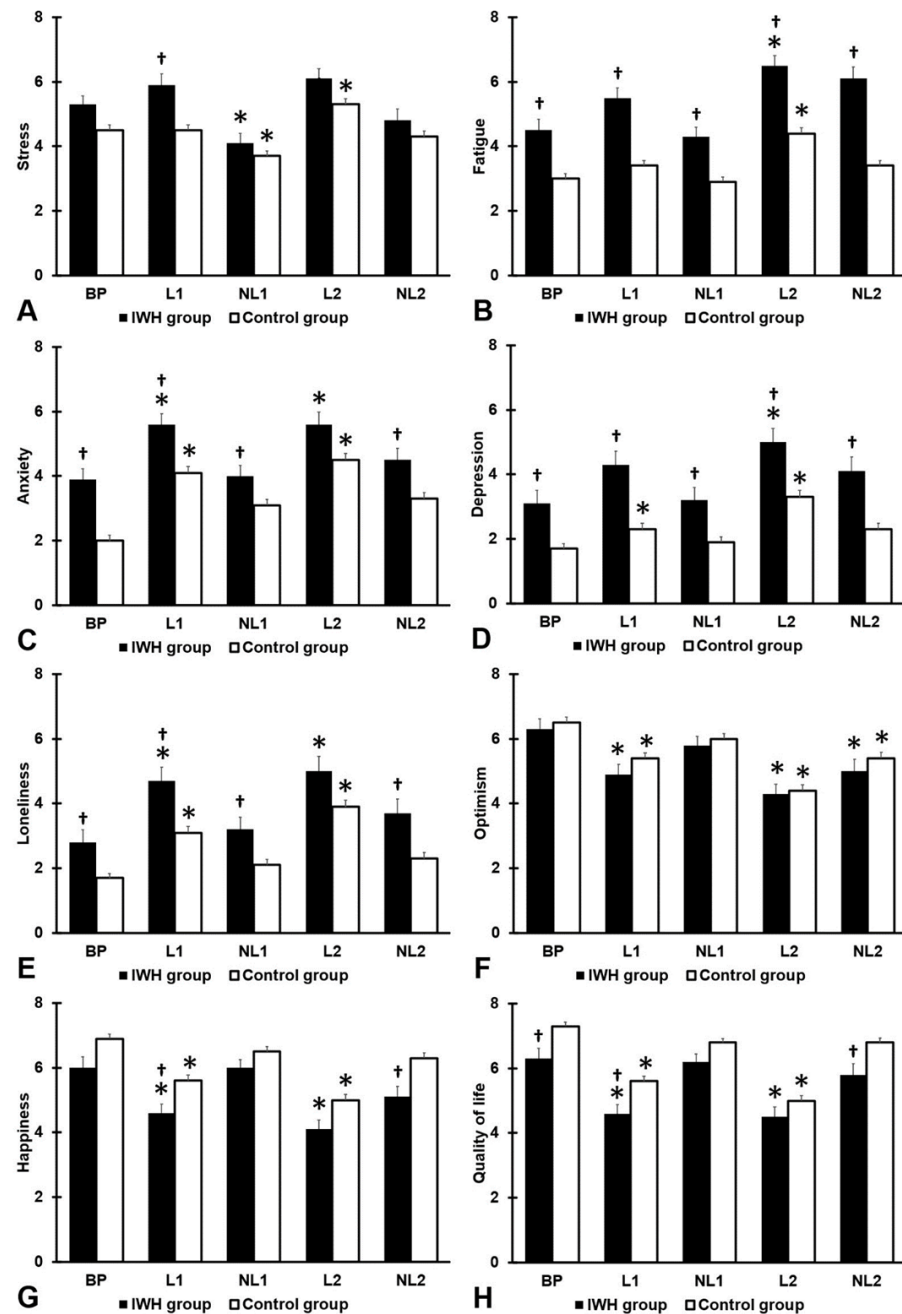 8
6
4
2
0
Stress
†
*
*
*
BP L1 NL1 L2 NL2
A
■IWH group □Control group
8
6
4
2
0
Fatigue
†
†
†
†
*
*
†
BP L1 NL1 L2 NL2
B
■IWH group □Control group
8
6
4
2
0
Anxiety
†
†
*
*
†
*
*
†
BP L1 NL1 L2 NL2
C
■IWH group □Control group
8
6
4
2
0
Depression
†
†
*
†
†
*
*
†
BP L1 NL1 L2 NL2
D
■IWH group □Control group
8
6
4
2
0
Loneliness
†
†
*
*
†
*
*
†
BP L1 NL1 L2 NL2
E
■IWH group □Control group
8
6
4
2
0
Optimism
* *
* *
* *
BP L1 NL1 L2 NL2
F
■IWH group □Control group
8
6
4
2
0
Happiness
†
*
*
*
*
†
BP L1 NL1 L2 NL2
G
■IWH group □Control group
8
6
4
2
0
Quality of life
†
†
*
*
* *
†
BP L1 NL1 L2 NL2
H
■IWH group □Control group